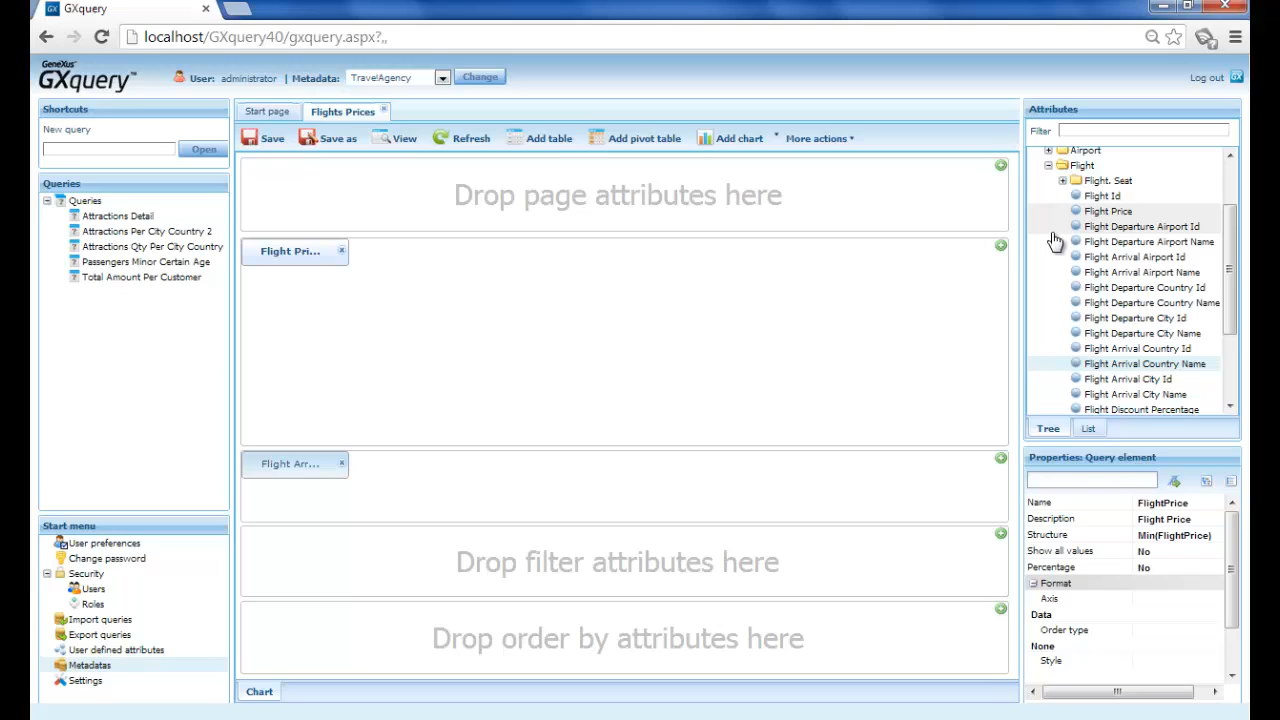 GXquery
localhost/GXquery40/gxquery.aspx?,,
GeneXus
GXquery™
User: administrator | Metadata: TravelAgency Change
Log out
Shortcuts
New query
Open
Queries
Queries
Attractions Detail
Attractions Per City Country 2
Attractions Qty Per City Country
Passengers Minor Certain Age
Total Amount Per Customer
Start menu
User preferences
Change password
Security
Users
Roles
Import queries
Export queries
User defined attributes
Metadatas
Settings
Start page
Flights Prices
Save
Save as
View
Refresh
Add table
Add pivot table
Add chart
More actions
Drop page attributes here
Flight Pri...
Flight Arr...
Drop filter attributes here
Drop order by attributes here
Chart
Attributes
Filter
Airport
Flight
Flight. Seat
Flight Id
Flight Price
Flight Departure Airport Id
Flight Departure Airport Name
Flight Arrival Airport Id
Flight Arrival Airport Name
Flight Departure Country Id
Flight Departure Country Name
Flight Departure City Id
Flight Departure City Name
Flight Arrival Country Id
Flight Arrival Country Name
Flight Arrival City Id
Flight Arrival City Name
Flight Discount Percentage
Tree
List
Properties: Query element
Name FlightPrice
Description Flight Price
Structure Min(FlightPrice)
Show all values No
Percentage No
Format
Axis
Data
Order type
None
Style